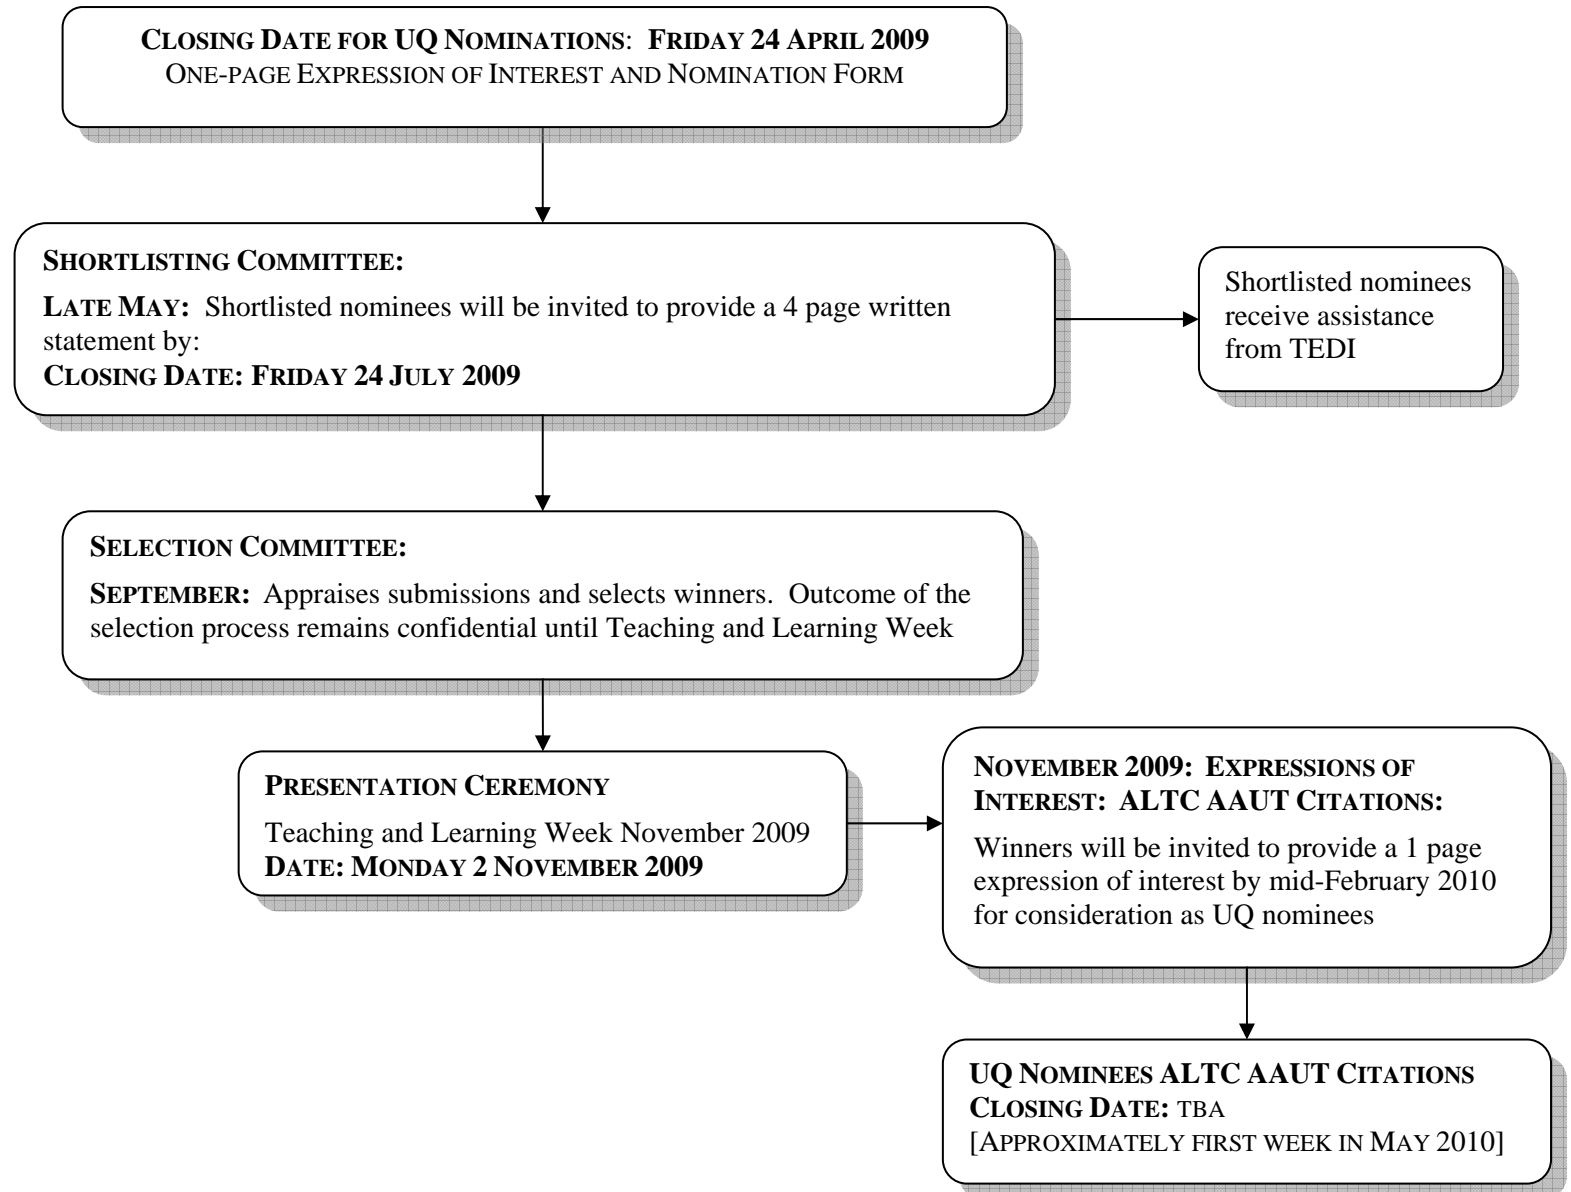 CLOSING DATE FOR UQ NOMINATIONS: FRIDAY 24 APRIL 2009
ONE-PAGE EXPRESSION OF INTEREST AND NOMINATION FORM
SHORTLISTING COMMITTEE:
LATE MAY: Shortlisted nominees will be invited to provide a 4 page written
statement by:
CLOSING DATE: FRIDAY 24 JULY 2009
Shortlisted nominees
receive assistance
from TEDI
SELECTION COMMITTEE:
SEPTEMBER: Appraises submissions and selects winners. Outcome of the
selection process remains confidential until Teaching and Learning Week
PRESENTATION CEREMONY
Teaching and Learning Week November 2009
DATE: MONDAY 2 NOVEMBER 2009
NOVEMBER 2009: EXPRESSIONS OF
INTEREST: ALTC AAUT CITATIONS:
Winners will be invited to provide a 1 page
expression of interest by mid-February 2010
for consideration as UQ nominees
UQ NOMINEES ALTC AAUT CITATIONS
CLOSING DATE: TBA
[APPROXIMATELY FIRST WEEK IN MAY 2010]